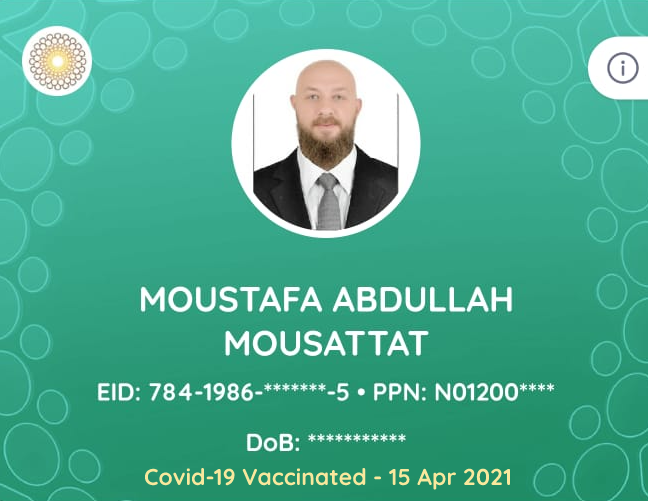 MOUSTAFA ABDULLAH
MOUSATTAT
EID: 784-1986-*******-5 • PPN: N01200****
DoB: ***********
Covid-19 Vaccinated - 15 Apr 2021